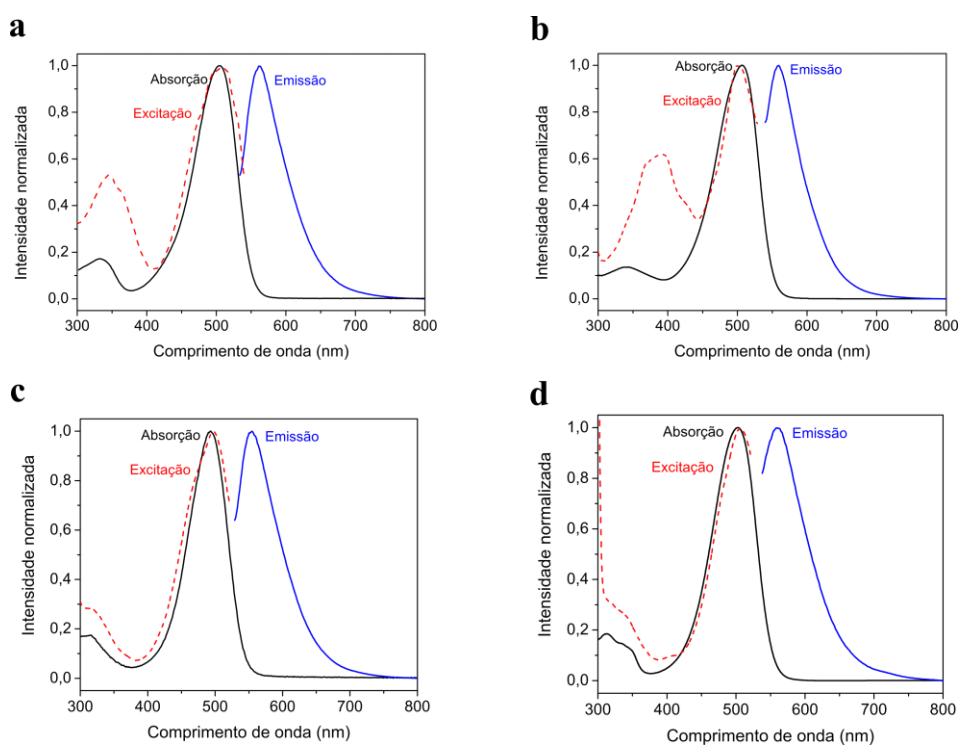 a
1,0
0,8
0,6
0,4
0,2
0,0
Intensidade normalizada
Absorção
Excitação
Emissão
300 400 500 600 700 800
Comprimento de onda (nm)
b
1,0
0,8
0,6
0,4
0,2
0,0
Intensidade normalizada
Absorção
Excitação
Emissão
300 400 500 600 700 800
Comprimento de onda (nm)
c
1,0
0,8
0,6
0,4
0,2
0,0
Intensidade normalizada
Absorção
Excitação
Emissão
300 400 500 600 700 800
Comprimento de onda (nm)
d
1,0
0,8
0,6
0,4
0,2
0,0
Intensidade normalizada
Absorção
Excitação
Emissão
300 400 500 600 700 800
Comprimento de onda (nm)